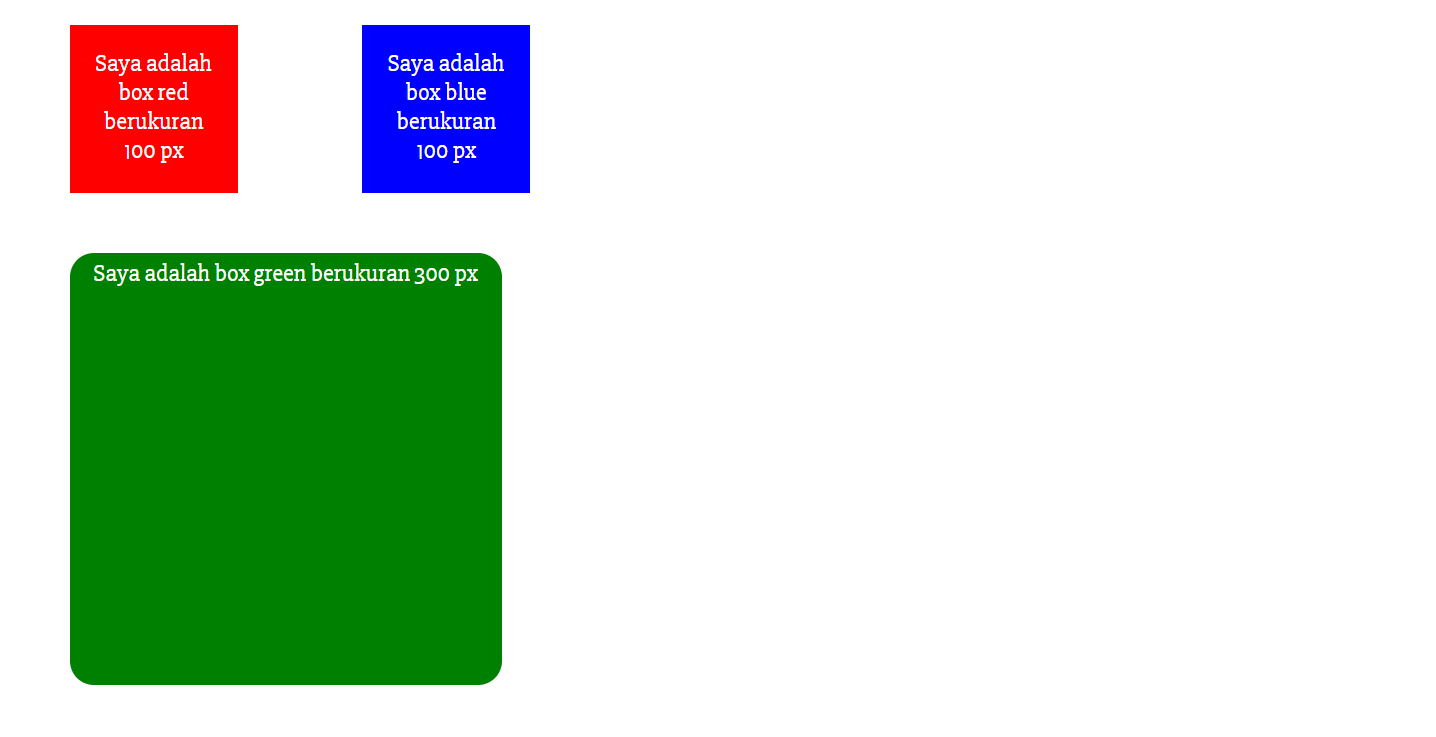 Saya adalah
box red
berukuran
100 px
Saya adalah
box blue
berukuran
100 px
Saya adalah box green berukuran 300 px